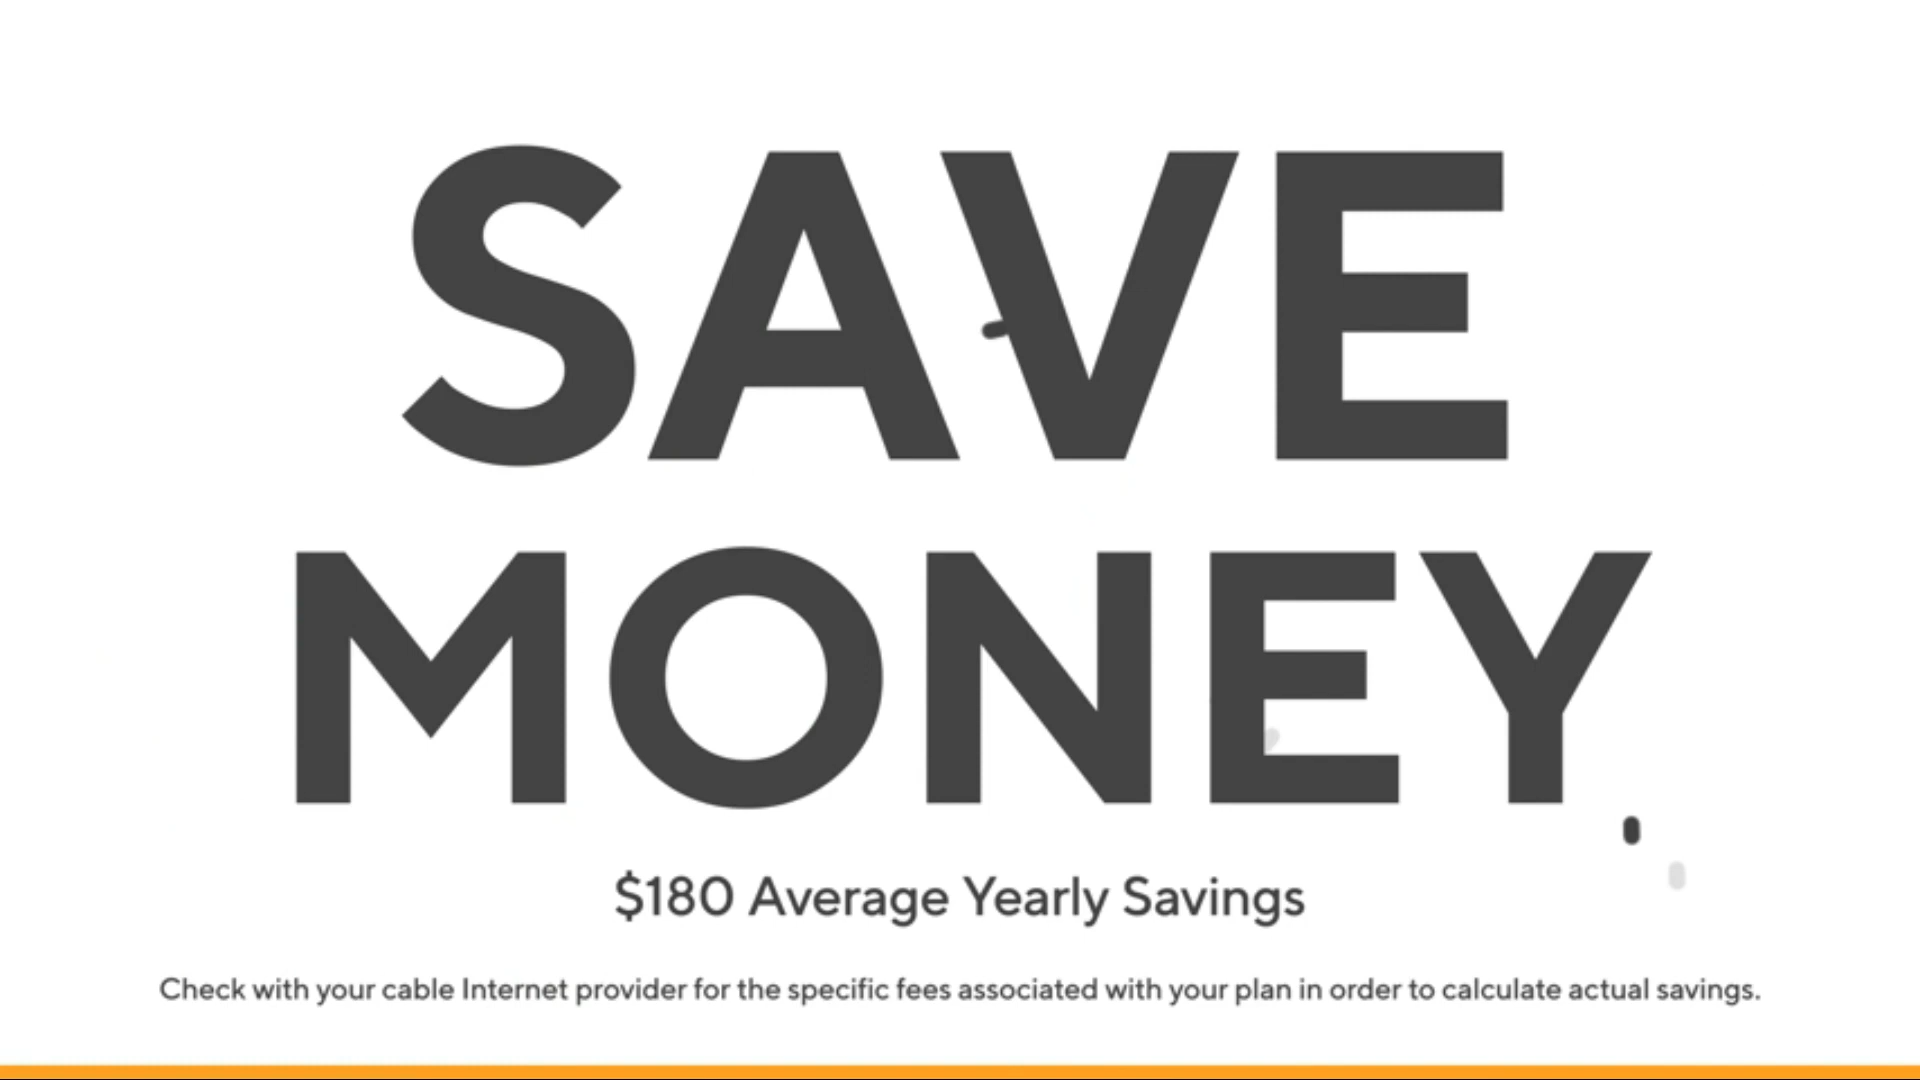 SAVE
MONEY
$180 Average Yearly Savings
Check with your cable Internet provider for the specific fees associated with your plan in order to calculate actual savings.